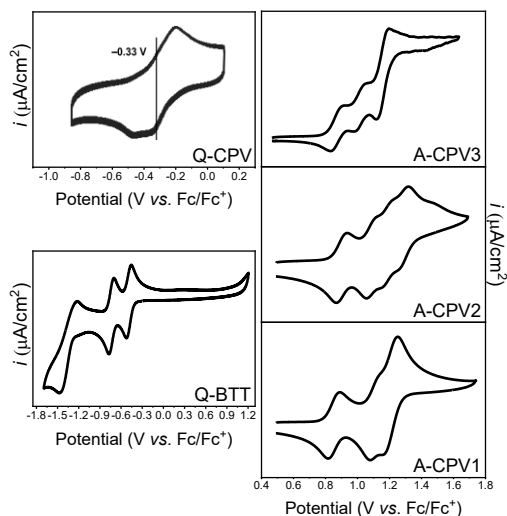 −0.33 V
i (μA/cm²)
Q-CPV
-1.0 -0.8 -0.6 -0.4 -0.2 0.0 0.2
Potential (V vs. Fc/Fc⁺)
i (μA/cm²)
Q-BTT
-1.8 -1.5 -1.2 -0.9 -0.6 -0.3 0.0 0.3 0.6 0.9 1.2
Potential (V vs. Fc/Fc⁺)
A-CPV3
A-CPV2
i (μA/cm²)
A-CPV1
0.4 0.6 0.8 1.0 1.2 1.4 1.6 1.8
Potential (V vs. Fc/Fc⁺)